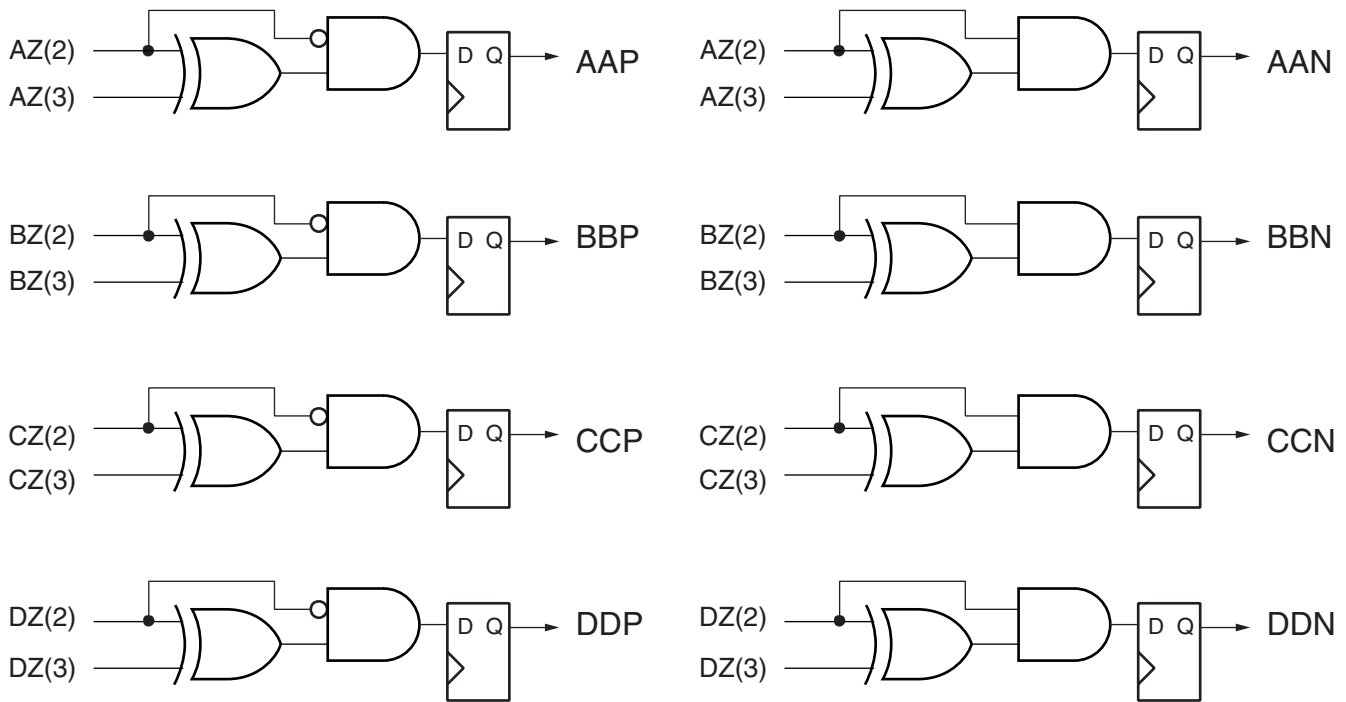 AZ(2) D Q AAP AZ(2) D Q AAN
AZ(3) AZ(3)
BZ(2) D Q BBP BZ(2) D Q BBN
BZ(3) BZ(3)
CZ(2) D Q CCP CZ(2) D Q CCN
CZ(3) CZ(3)
DZ(2) D Q DDP DZ(2) D Q DDN
DZ(3) DZ(3)